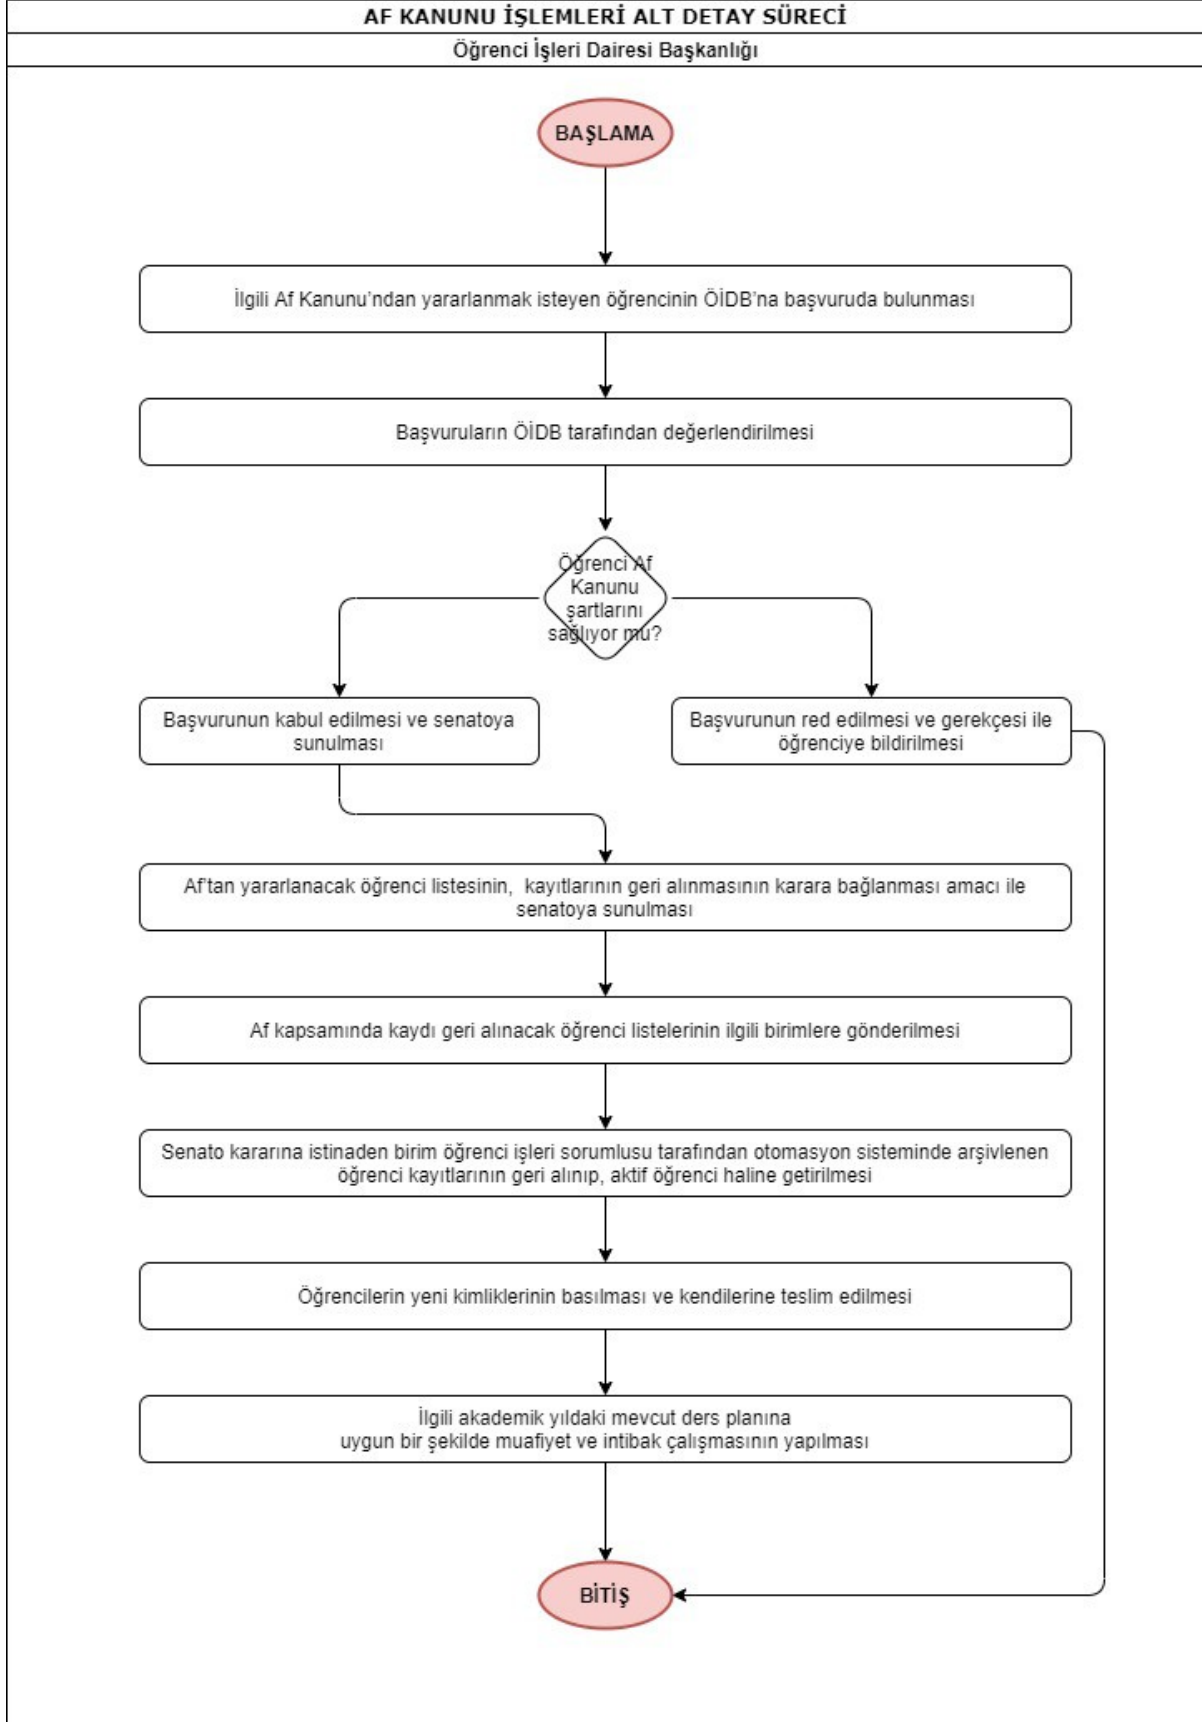 AF KANUNU İŞLEMLERİ ALT DETAY SÜRECİ
Öğrenci İşleri Dairesi Başkanlığı
BAŞLAMA
İlgili Af Kanunu’ndan yararlanmak isteyen öğrencinin ÖİDB’na başvuruda bulunması
Başvuruların ÖİDB tarafından değerlendirilmesi
Öğrenci Af
Kanunu
şartlarını
sağlıyor mu?
Başvurunun kabul edilmesi ve senatoya
sunulması
Başvurunun red edilmesi ve gerekçesi ile
öğrenciye bildirilmesi
Af'tan yararlanacak öğrenci listesinin,  kayıtlarının geri alınmasının karara bağlanması amacı ile
senatoya sunulması
Af kapsamında kaydı geri alınacak öğrenci listelerinin ilgili birimlere gönderilmesi
Senato kararına istinaden birim öğrenci işleri sorumlusu tarafından otomasyon sisteminde arşivlenen
öğrenci kayıtlarının geri alınıp, aktif öğrenci haline getirilmesi
Öğrencilerin yeni kimliklerinin basılması ve kendilerine teslim edilmesi
İlgili akademik yıldaki mevcut ders planına
uygun bir şekilde muafiyet ve intibak çalışmasının yapılması
BİTİŞ